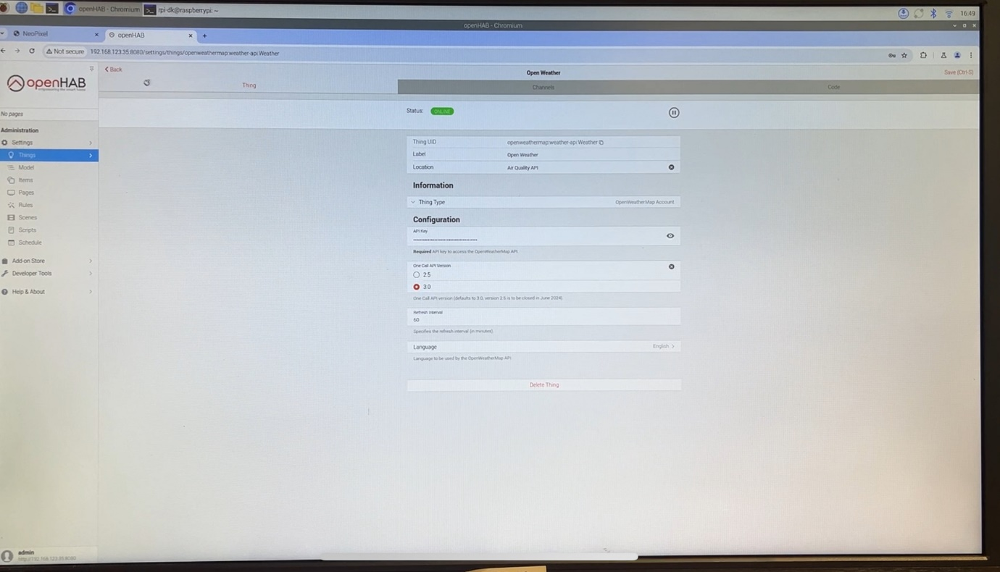 openHAB - Chromium
rpi-dk@raspberrypi: ~
16:49
openHAB - Chromium
NeoPixel
openHAB
Not secure
192.168.123.35:8080/settings/things/openweathermap:weather-api:Weather
openHAB
empowering the smart home
Back
Open Weather
Save (Ctrl-S)
Thing
Channels
Code
No pages
Administration
Settings
Things
Model
Items
Pages
Rules
Scenes
Scripts
Schedule
Add-on Store
Developer Tools
Help & About
Status:
ONLINE
Thing UID
openweathermap:weather-api:Weather
Label
Open Weather
Location
Air Quality API
Information
Thing Type
OpenWeatherMap Account
Configuration
API Key
Required API key to access the OpenWeatherMap API.
One Call API Version
2.5
3.0
One Call API version (defaults to 3.0, version 2.5 is to be closed in June 2024)
Refresh Interval
60
Specifies the refresh interval (in minutes).
Language
English
Language to be used by the OpenWeatherMap API.
Delete Thing
admin
http://192.168.123.35:8080